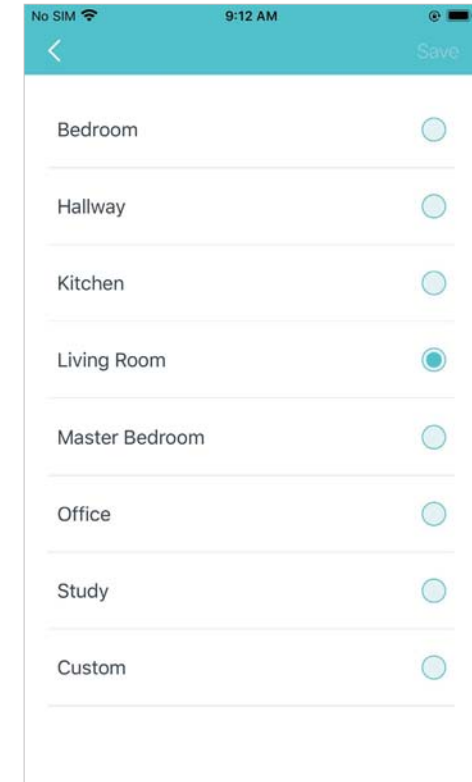 No SIM 9:12 AM
Save
Bedroom
Hallway
Kitchen
Living Room
Master Bedroom
Office
Study
Custom